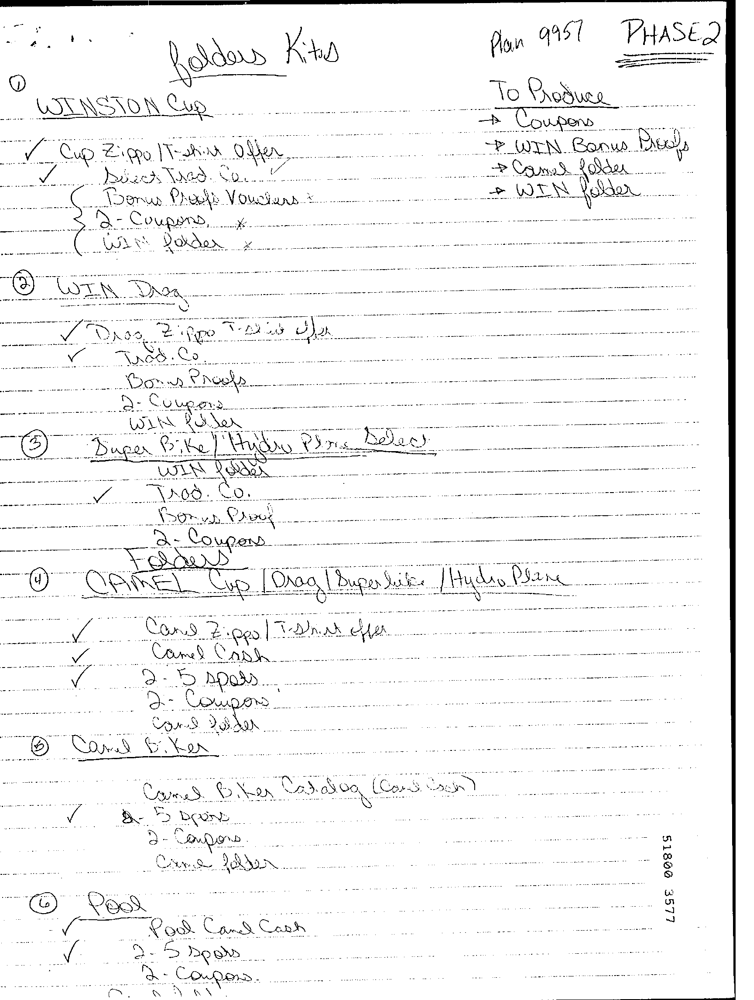 Folders Kits
Plan 9957 PHASE 2
① WINSTON Cup
✓ Cup Zippo/T-shirt Offer
✓ Select Trad. Co. ✓
Bonus Proofs Vouchers
2-Coupons x
WIN folder x
To Produce
→ Coupons
→ WIN Bonus Proofs
→ Camel folder
→ WIN folder
② WIN Drag
✓ Drag Zippo T-shirt offer
✓ Trad. Co.
Bonus Proofs
2-Coupons
WIN folder
③ Super Bike/Hydro Plane Select
WIN folder
✓ Trad. Co.
Bonus Proof
2-Coupons
Folders
④ CAMEL Cup/Drag/Superbike/Hydro Plane
✓ Camel Zippo/T-Shirt offer
✓ Camel Cash
✓ 2-5 spots
2-Coupons
Camel folder
⑤ Camel Biker
Camel Biker Catalog (Camel Cash)
✓ 2-5 spots
2-Coupons
Camel folder
⑥ Pool
✓ Pool Camel Cash
✓ 2-5 spots
2-Coupons.
51800 3577